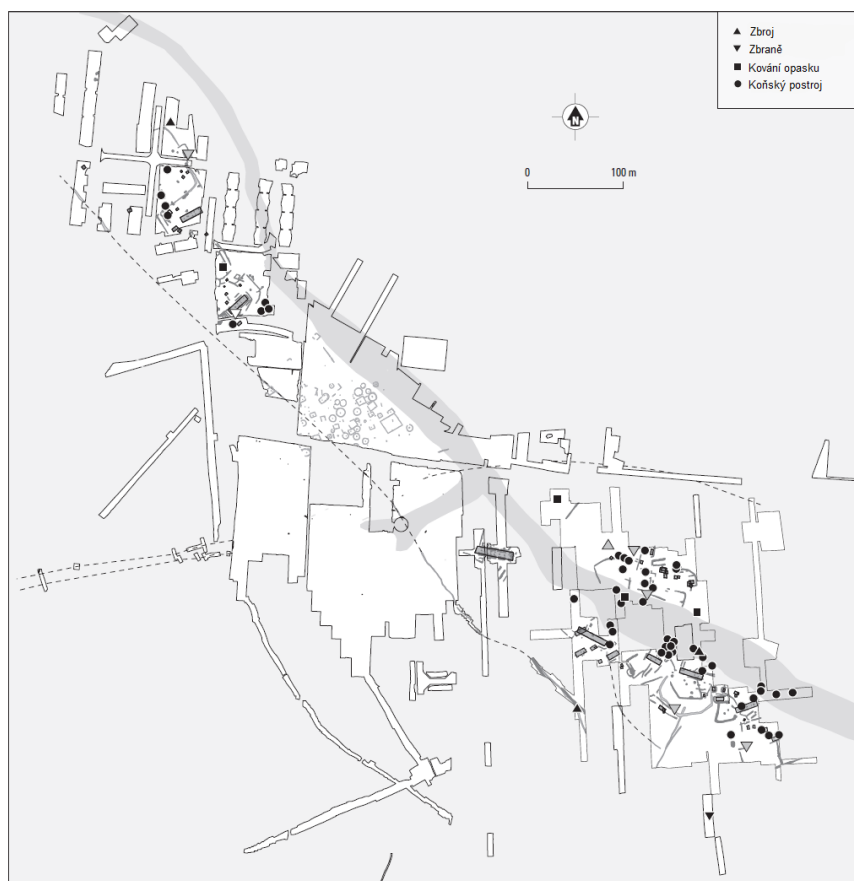 Zbroj
Zbraně
Kování opasku
Koňský postroj
N
0 100 m